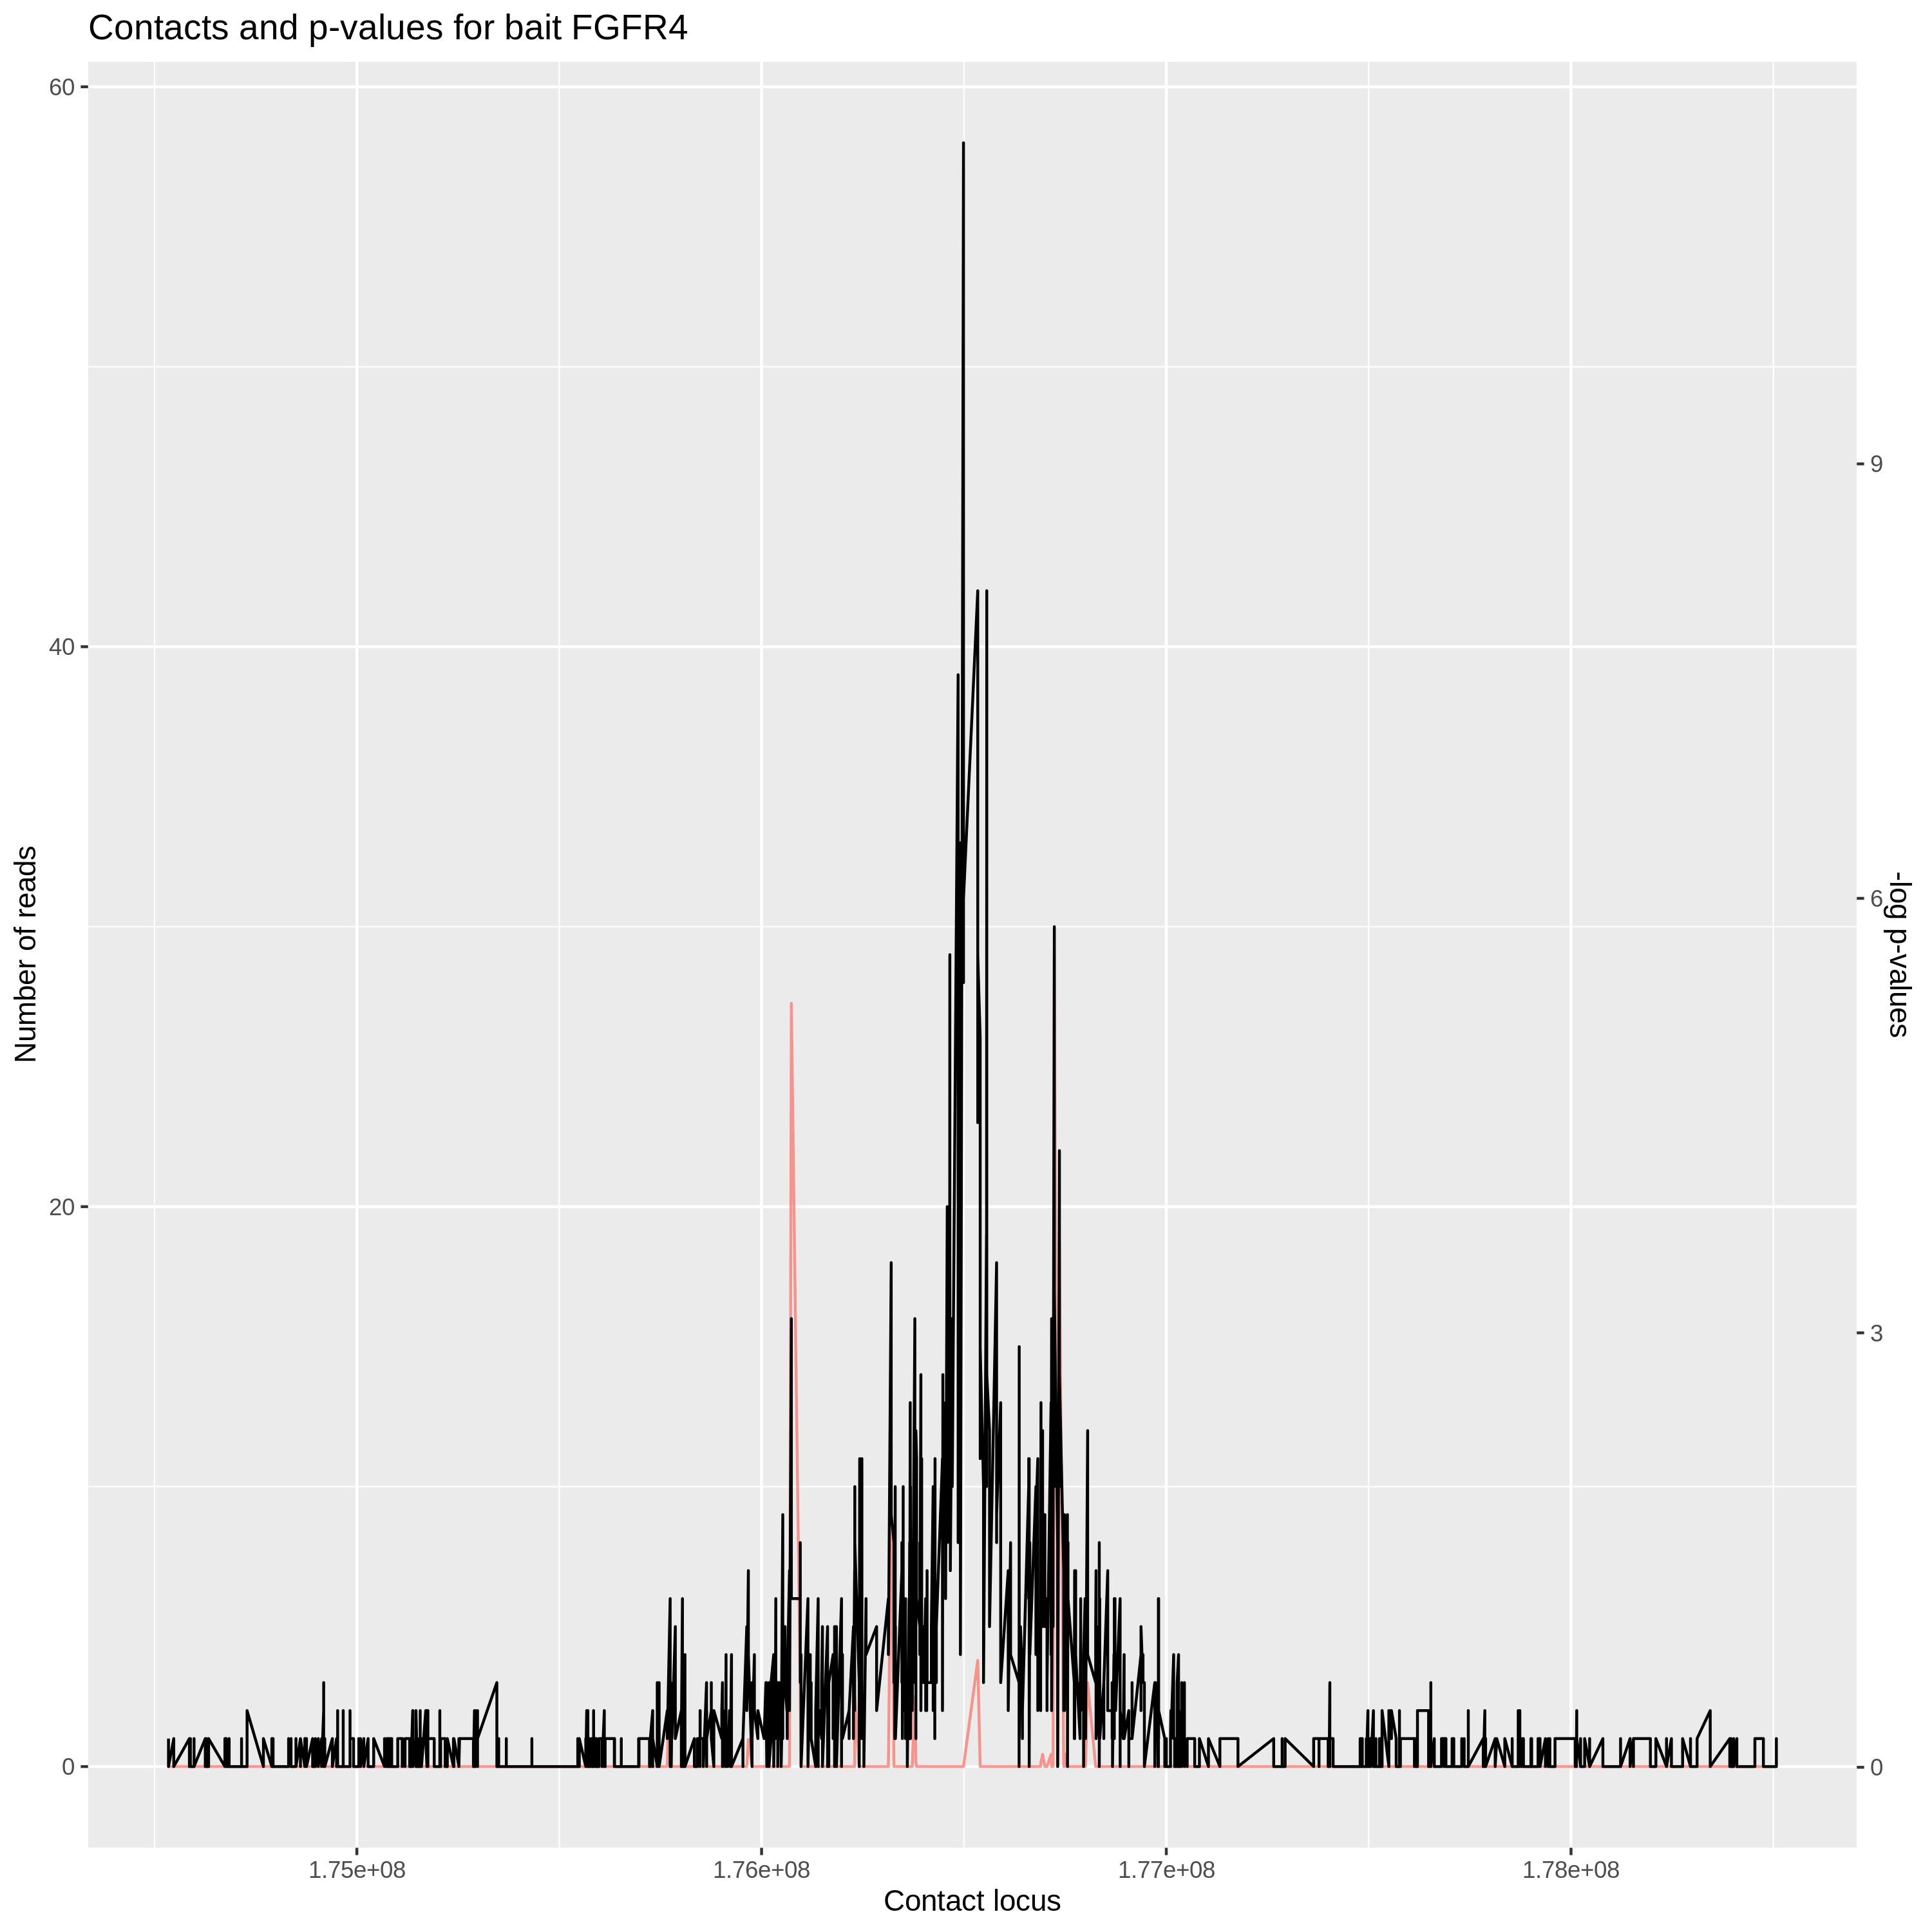 Contacts and p-values for bait FGFR4
60
40
20
0
Number of reads
9
6
3
0
-log p-values
1.75e+08 1.76e+08 1.77e+08 1.78e+08
Contact locus